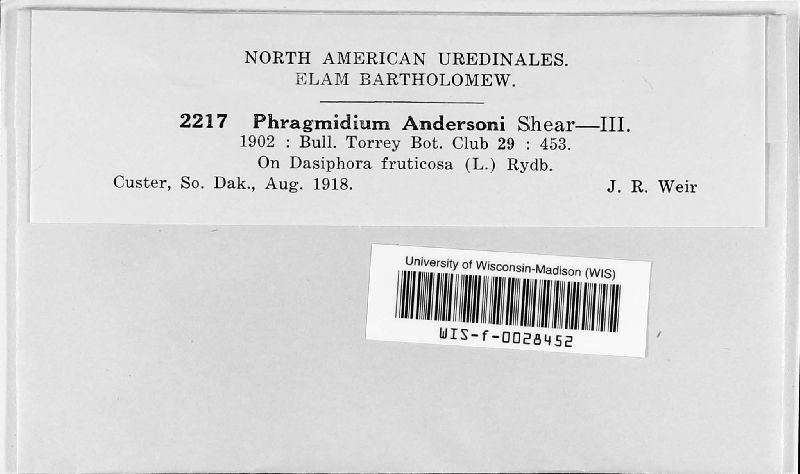 NORTH AMERICAN UREDINALES.
ELAM BARTHOLOMEW.
2217 Phragmidium Andersoni Shear—III.
1902 : Bull. Torrey Bot. Club 29 : 453.
On Dasiphora fruticosa (L.) Rydb.
Custer, So. Dak., Aug. 1918. J. R. Weir
University of Wisconsin-Madison (WIS)
WIS-f-0028452